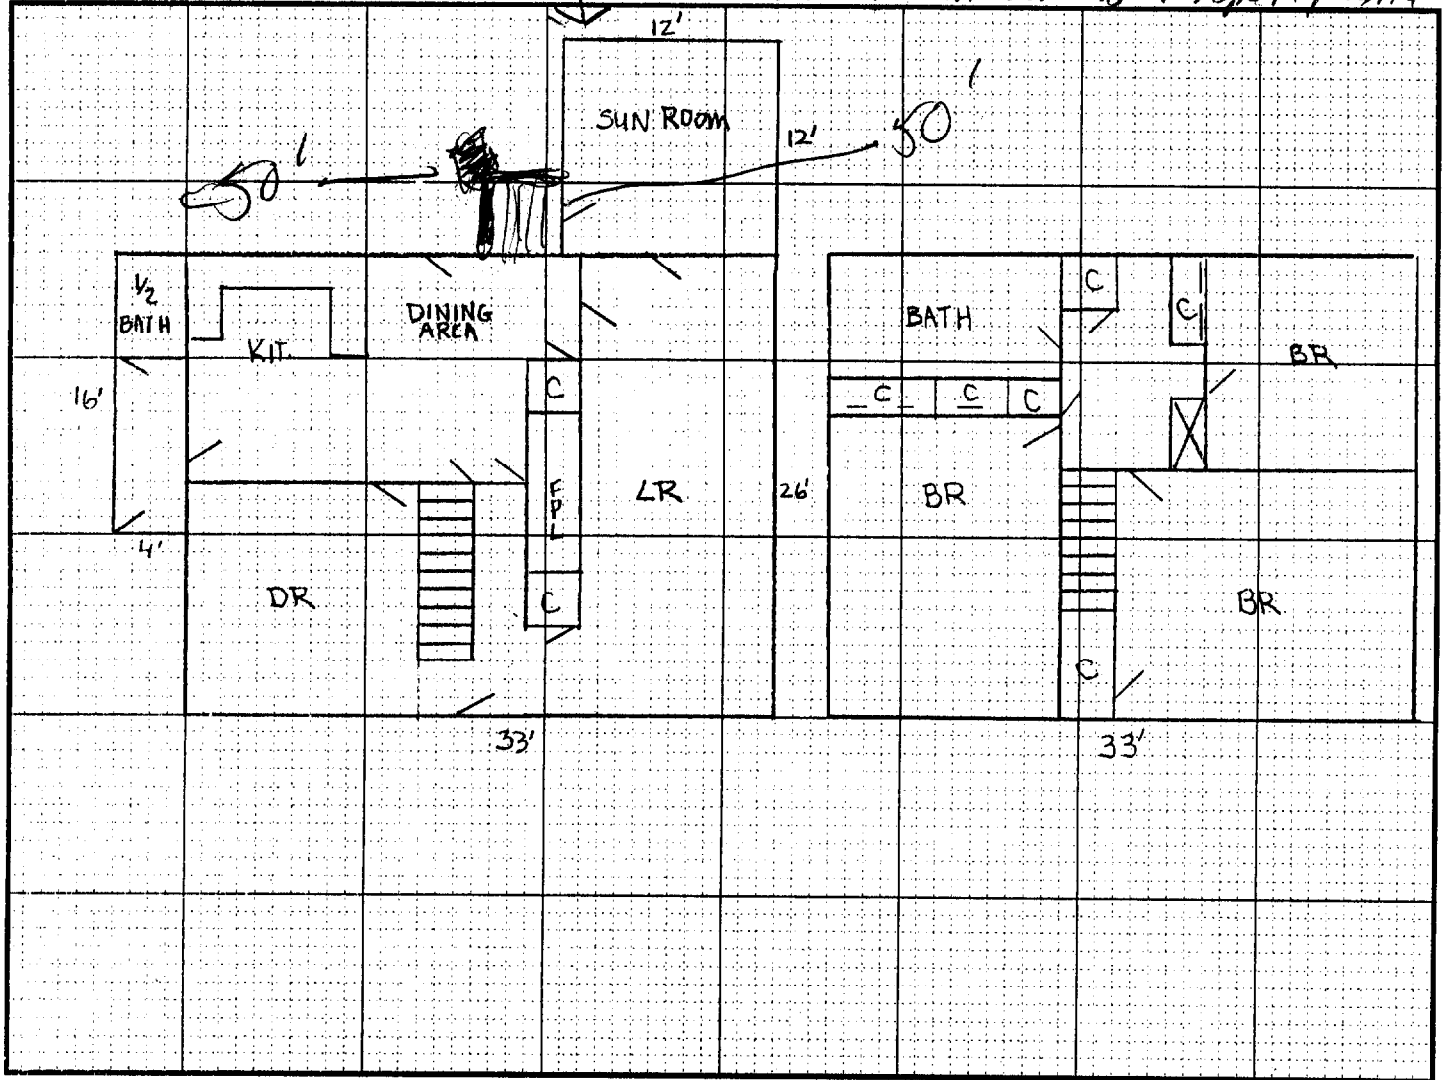 12'
SUN ROOM
12'
50'
50'
1/2
BATH
KIT.
DINING
AREA
16'
4'
C
FPL
C
LR
26'
DR
33'
BATH
C
C
BR
C
C
C
BR
BR
C
33'